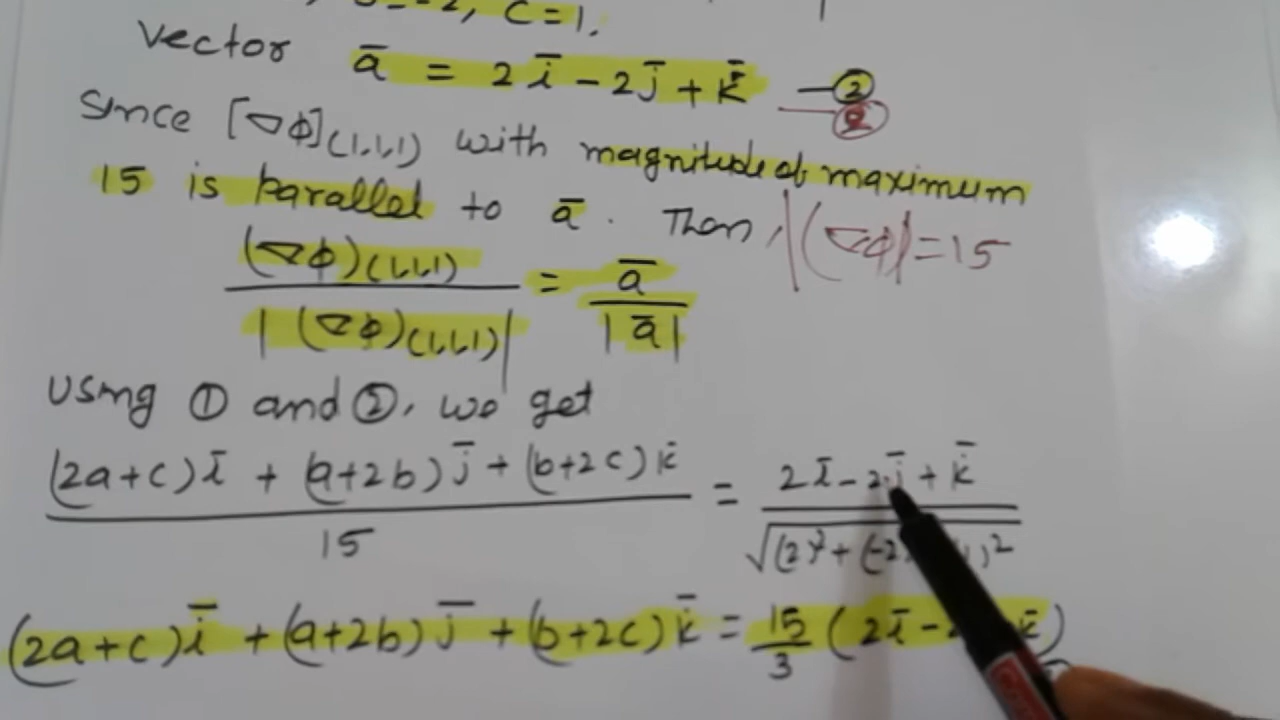 -2, c=1.
Vector ā = 2ī - 2j̄ + k̄ — ②
— ②
Since [∇ϕ](1,1,1) with magnitude of maximum
15 is parallel to ā. Then, |(∇ϕ)|=15
(∇ϕ)(1,1,1) / |(∇ϕ)(1,1,1)| = ā / |ā|
Using ① and ②, we get
(2a+c)ī + (a+2b)j̄ + (b+2c)k̄ / 15 = 2ī - 2j̄ + k̄ / √(2)²+(-2) )²
(2a+c)ī + (a+2b)j̄ + (b+2c)k̄ = 15/3 (2ī - k̄)